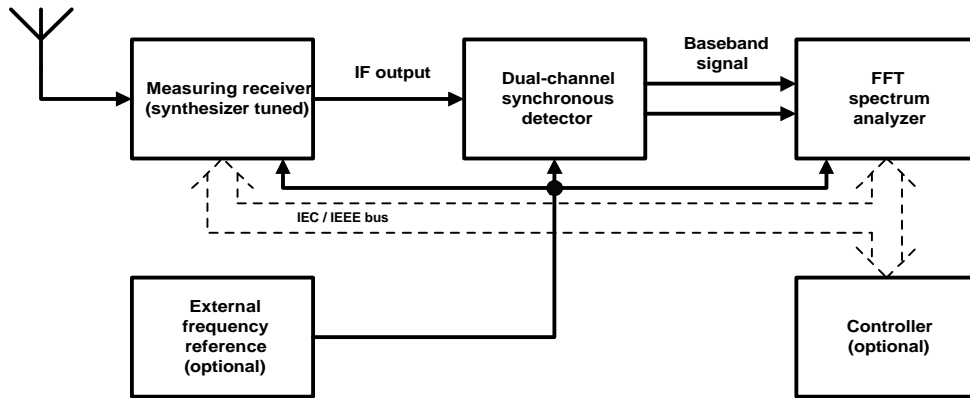 Baseband
signal
Measuring receiver
(synthesizer tuned)
IF output
Dual-channel
synchronous
detector
FFT
spectrum
analyzer
IEC / IEEE bus
External
frequency
reference
(optional)
Controller
(optional)